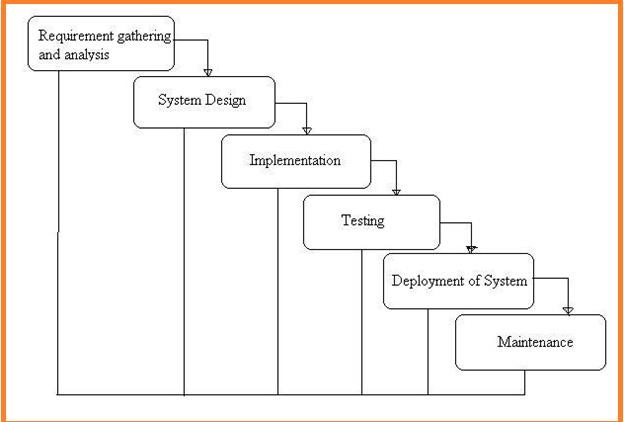 Requirement gathering
and analysis
System Design
Implementation
Testing
Deployment of System
Maintenance